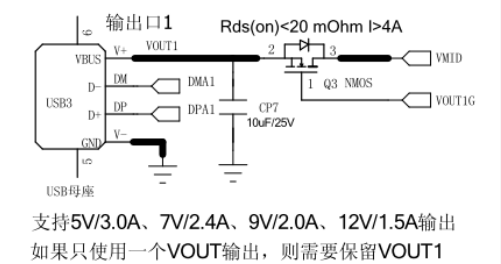 输出口1
Rds(on)<20 mOhm I>4A
6
VBUS
V+
VOUT1
2
3
VMID
D-
DM
DMA1
1
Q3 NMOS
USB3
D+
DP
DPA1
CP7
VOUT1G
10uF/25V
GND
V-
5
USB母座
支持5V/3.0A、7V/2.4A、9V/2.0A、12V/1.5A输出
如果只使用一个VOUT输出，则需要保留VOUT1